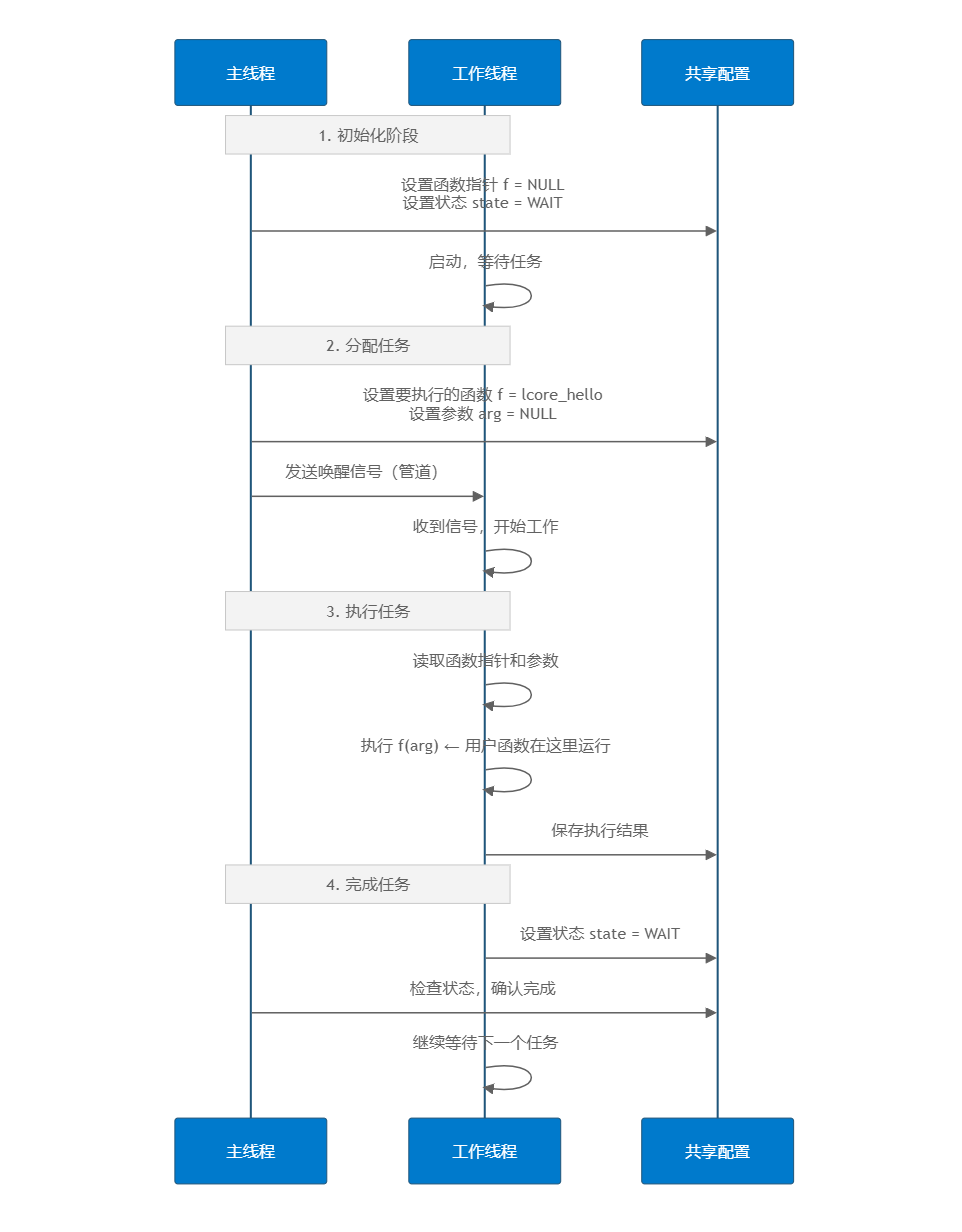 主线程
工作线程
共享配置
1. 初始化阶段
设置函数指针 f = NULL
设置状态 state = WAIT
启动，等待任务
2. 分配任务
设置要执行的函数 f = lcore_hello
设置参数 arg = NULL
发送唤醒信号（管道）
收到信号，开始工作
3. 执行任务
读取函数指针和参数
执行 f(arg) ← 用户函数在这里运行
保存执行结果
4. 完成任务
设置状态 state = WAIT
检查状态，确认完成
继续等待下一个任务
主线程
工作线程
共享配置